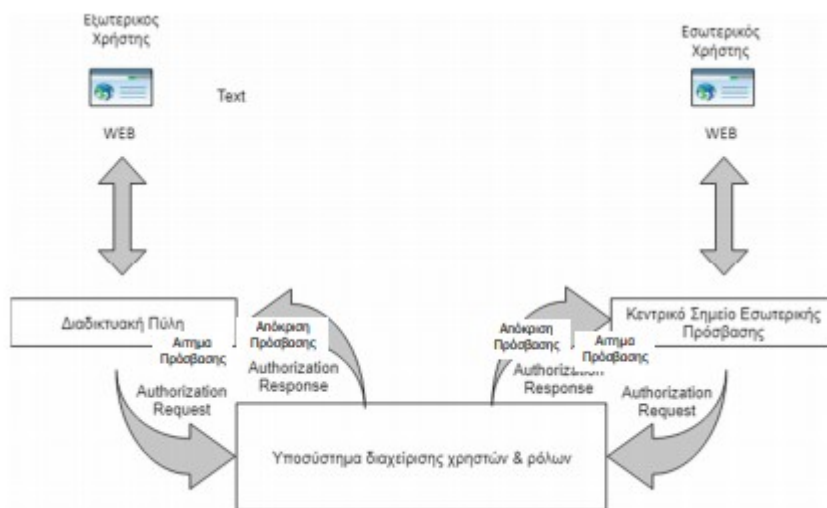 Εξωτερικός
Χρήστης
WEB
Text
Εσωτερικός
Χρήστης
WEB
Διαδικτυακή Πύλη
Αιτημα
Πρόσβασης
Authorization
Request
Απόκριση
Πρόσβασης
Authorization
Response
Απόκριση
Πρόσβασης
Authorization
Response
Κεντρικό Σημείο Εσωτερικής
Πρόσβασης
Αιτημα
Πρόσβασης
Authorization
Request
Υποσύστημα διαχείρισης χρηστών & ρόλων